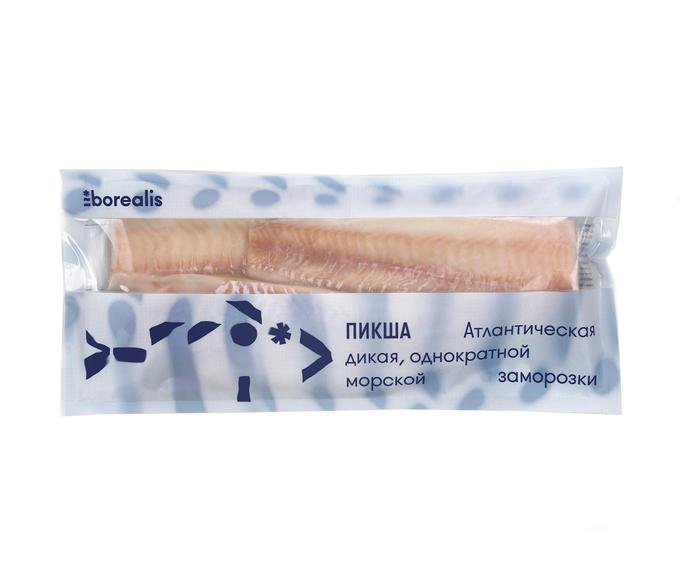 borealis
ПИКША Атлантическая
дикая, однократной
морской заморозки